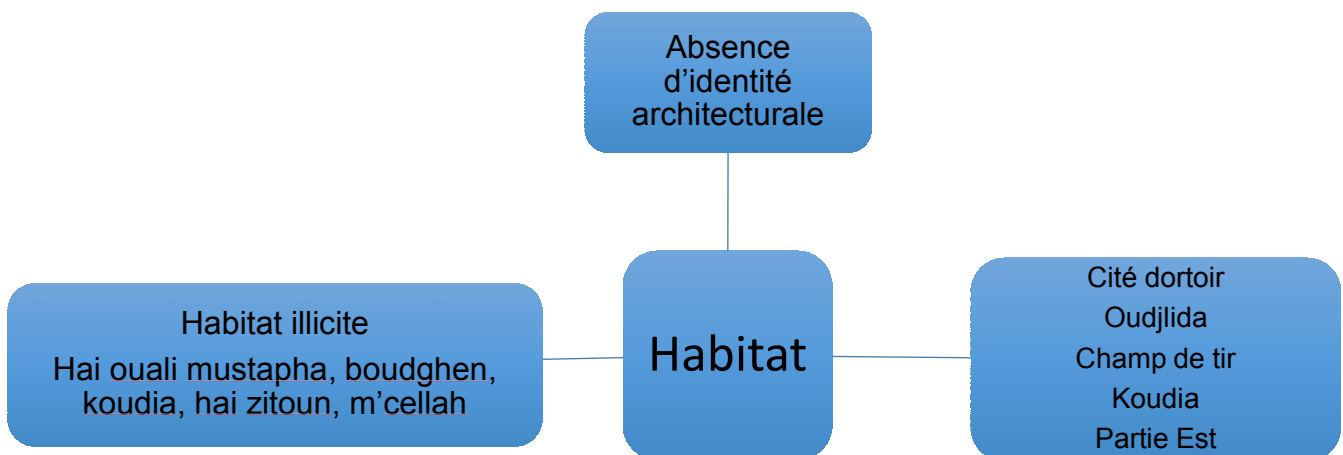 Absence
d’identité
architecturale
Habitat illicite
Hai ouali mustapha, boudghen,
koudia, hai zitoun, m’cellah
Habitat
Cité dortoir
Oudjlida
Champ de tir
Koudia
Partie Est